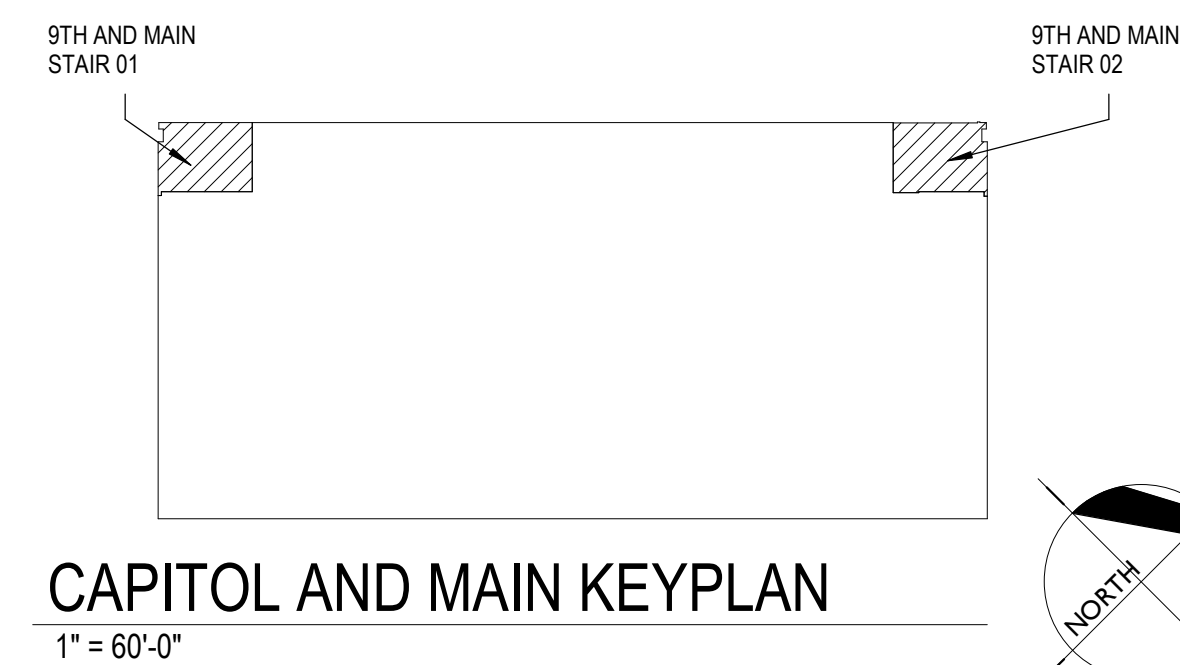 9TH AND MAIN
STAIR 01
9TH AND MAIN
STAIR 02
CAPITOL AND MAIN KEYPLAN
1" = 60'-0"
NORTH